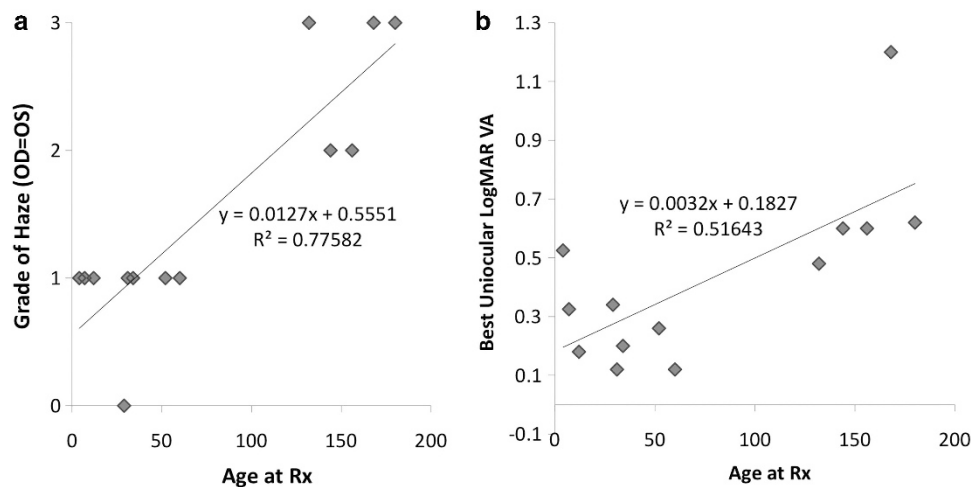 a
Grade of Haze (OD=OS)
3
2
1
0
y = 0.0127x + 0.5551
R² = 0.77582
0 50 100 150 200
Age at Rx
b
Best Uniocular LogMAR VA
1.3
1.1
0.9
0.7
0.5
0.3
0.1
-0.1
y = 0.0032x + 0.1827
R² = 0.51643
0 50 100 150 200
Age at Rx